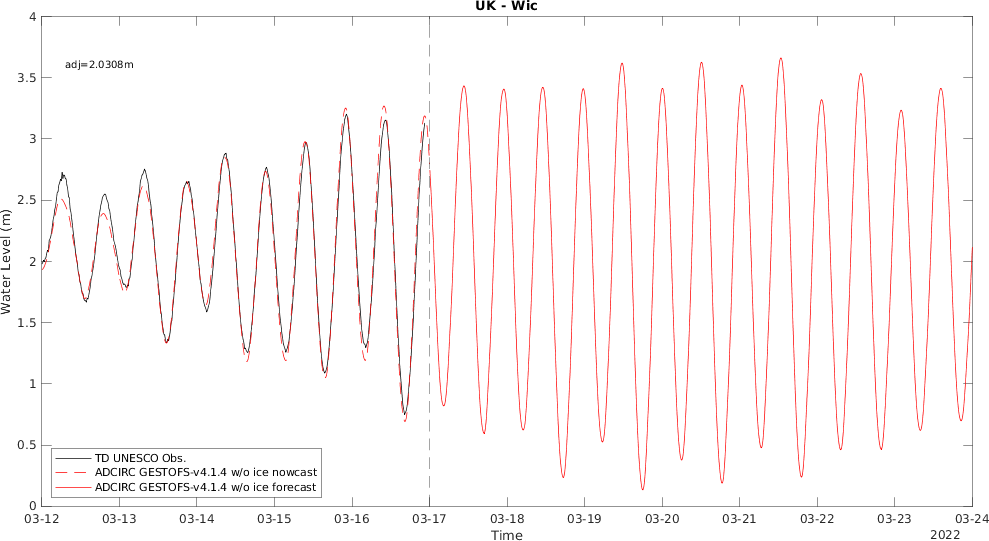 UK - Wic
4
3.5
3
2.5
2
1.5
1
0.5
0
Water Level (m)
adj=2.0308m
TD UNESCO Obs.
ADCIRC GESTOFS-v4.1.4 w/o ice nowcast
ADCIRC GESTOFS-v4.1.4 w/o ice forecast
03-12 03-13 03-14 03-15 03-16 03-17 03-18 03-19 03-20 03-21 03-22 03-23 03-24
Time
2022